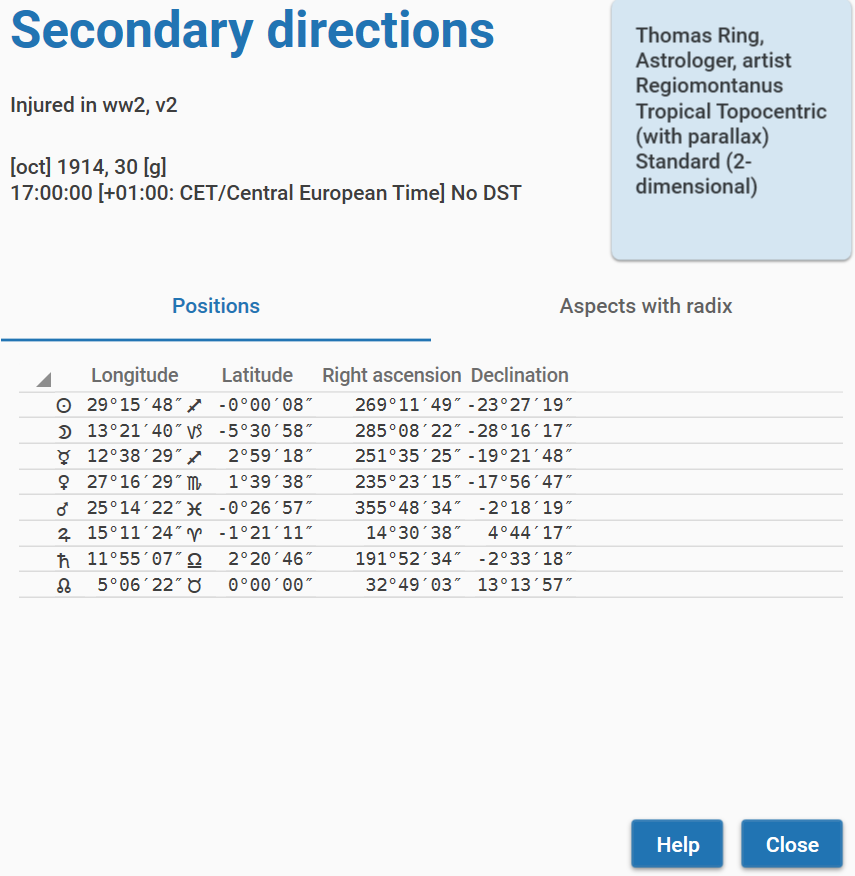 Secondary directions
Thomas Ring,
Astrologer, artist
Regiomontanus
Tropical Topocentric
(with parallax)
Standard (2-
dimensional)
Injured in ww2, v2
[oct] 1914, 30 [g]
17:00:00 [+01:00: CET/Central European Time] No DST
Positions Aspects with radix
Longitude Latitude Right ascension Declination
☉ 29°15′48″♐ -0°00′08″ 269°11′49″ -23°27′19″
☽ 13°21′40″♑ -5°30′58″ 285°08′22″ -28°16′17″
☿ 12°38′29″♐ 2°59′18″ 251°35′25″ -19°21′48″
♀ 27°16′29″♏ 1°39′38″ 235°23′15″ -17°56′47″
♂ 25°14′22″♓ -0°26′57″ 355°48′34″ -2°18′19″
♃ 15°11′24″♈ -1°21′11″ 14°30′38″ 4°44′17″
♄ 11°55′07″♎ 2°20′46″ 191°52′34″ -2°33′18″
☊ 5°06′22″♉ 0°00′00″ 32°49′03″ 13°13′57″
Help Close